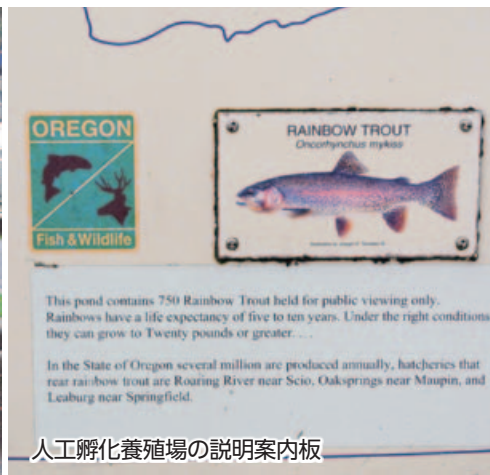 OREGON
Fish & Wildlife
RAINBOW TROUT
Oncorhynchus mykiss
This pond contains 750 Rainbow Trout held for public viewing only.
Rainbows have a life expectancy of five to ten years. Under the right conditions
they can grow to Twenty pounds or greater. . .
In the State of Oregon several million are produced annually, hatcheries that
rear rainbow trout are Roaring River near Scio, Oaksprings near Maupin, and
Leaburg near Springfield.
人工孵化養殖場の説明案内板